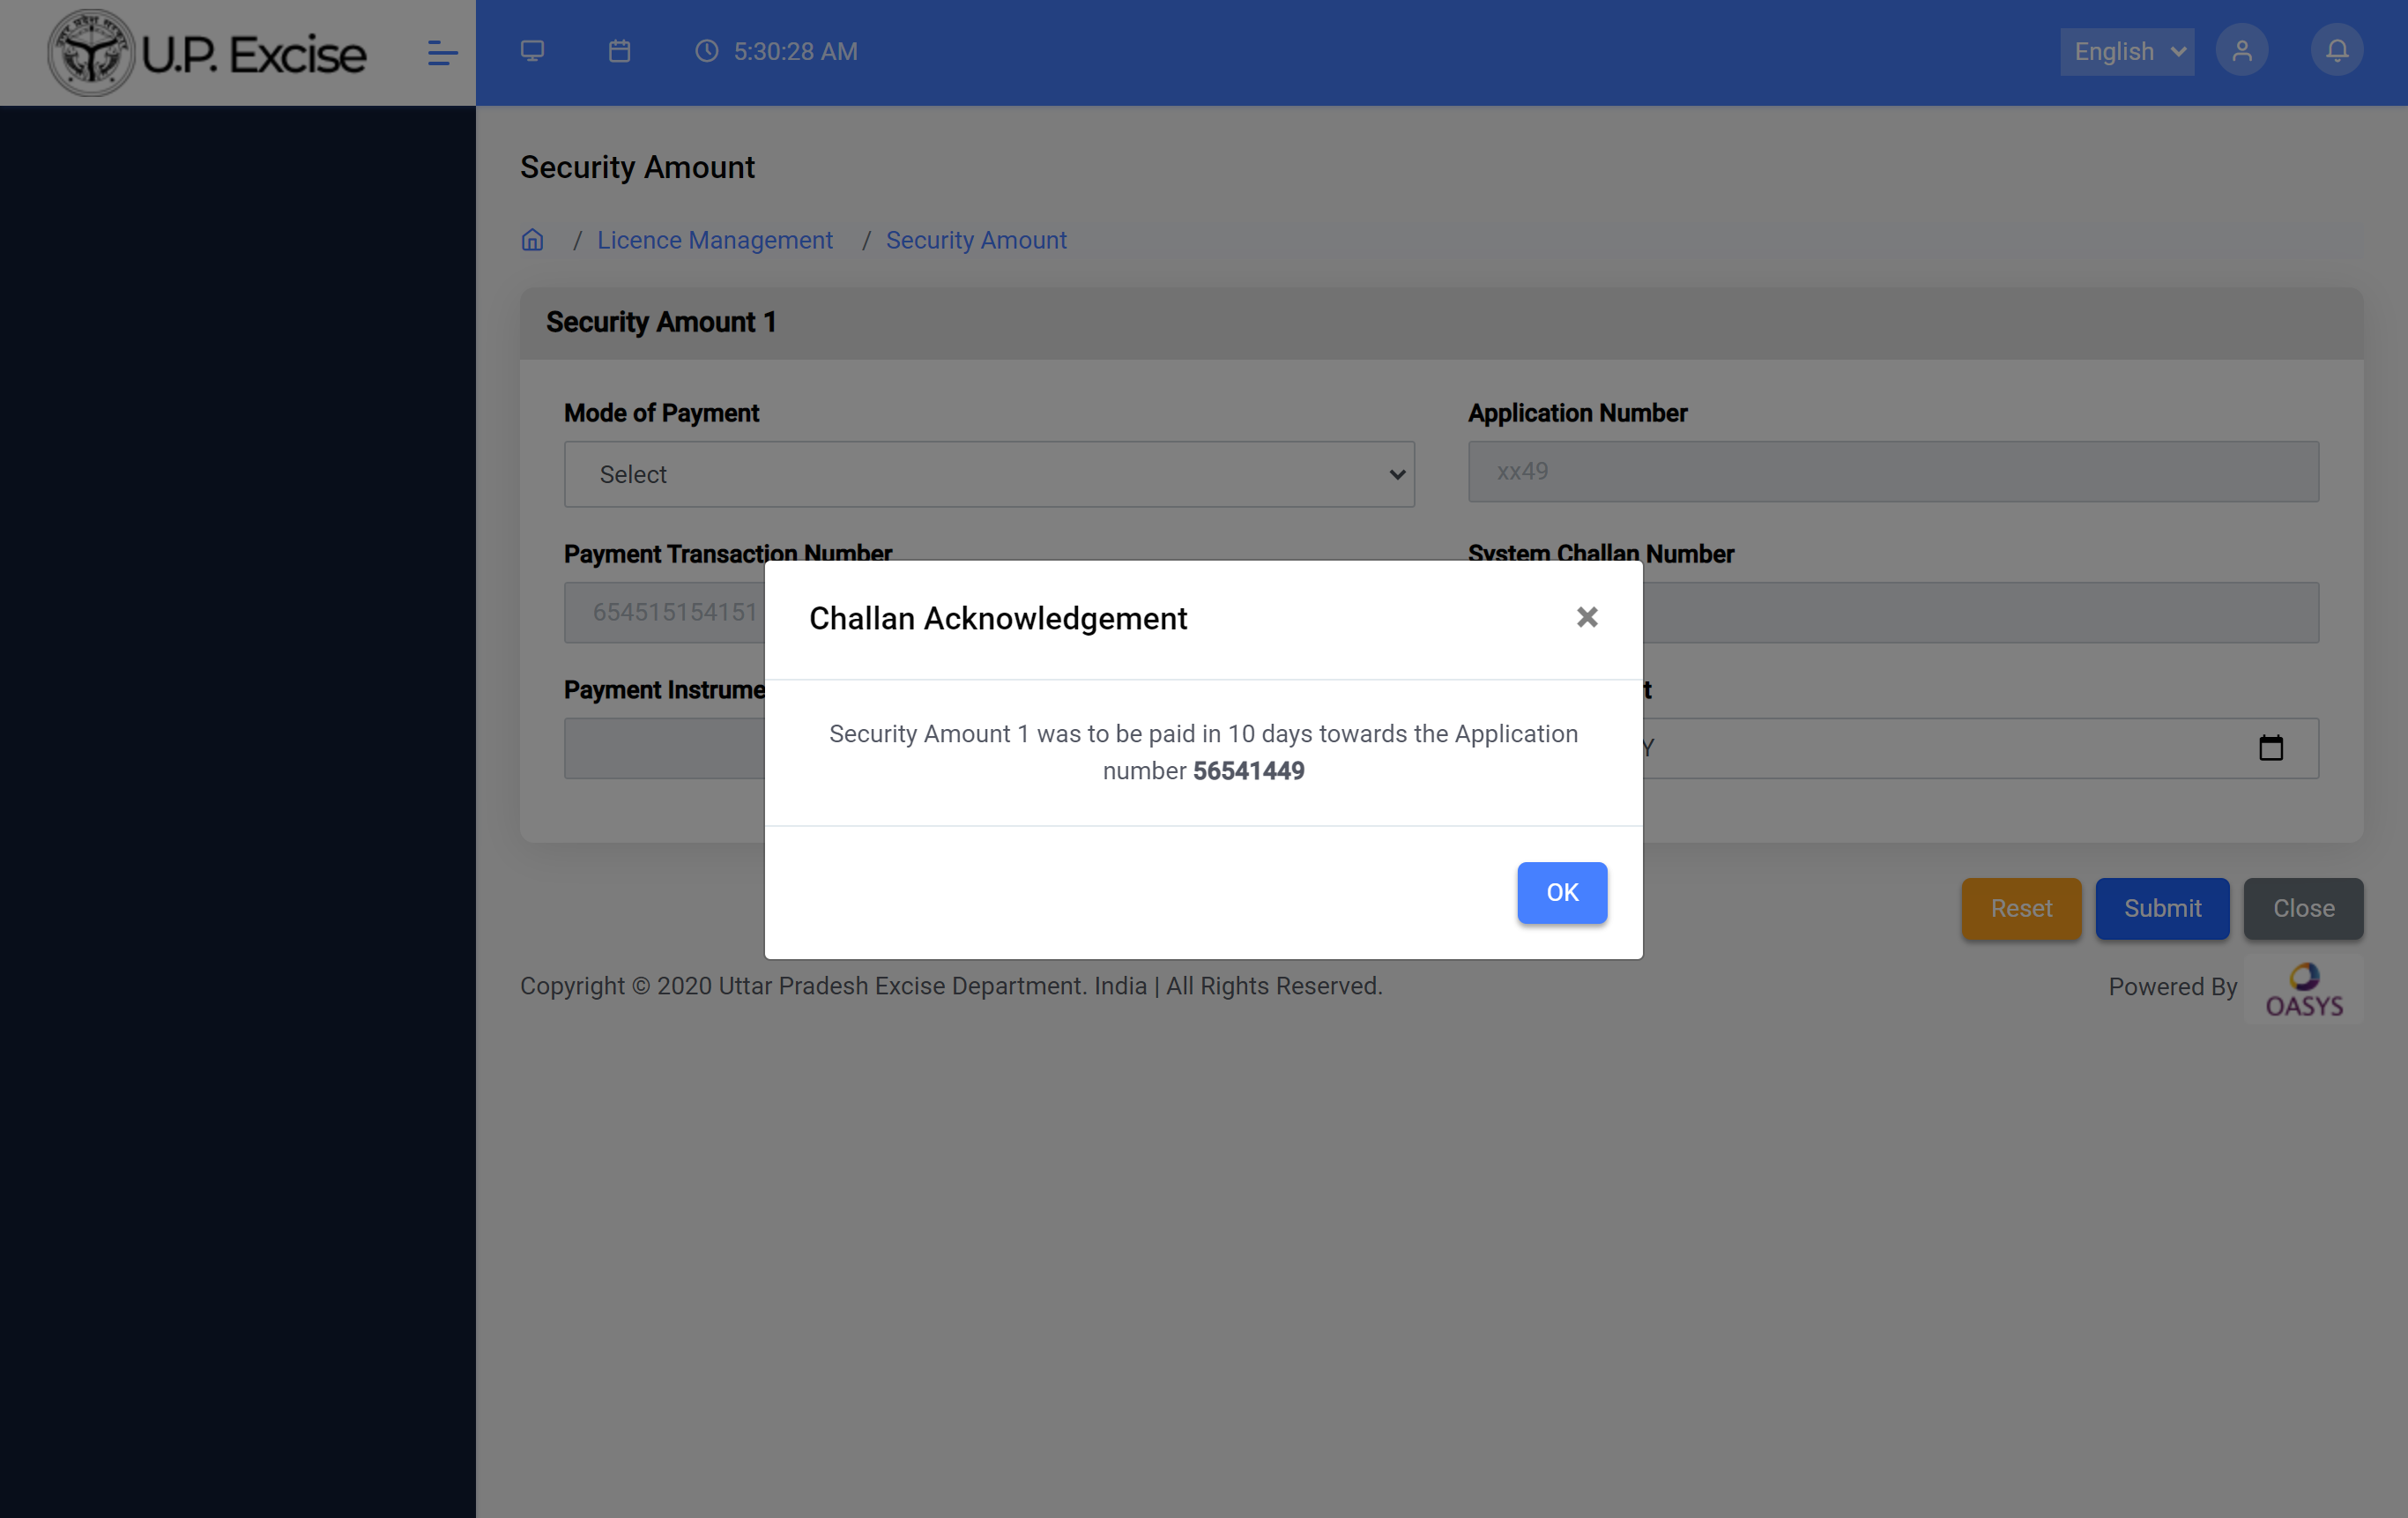 U.P. Excise
5:30:28 AM
English
Security Amount
/ Licence Management / Security Amount
Security Amount 1
Mode of Payment
Application Number
Select
xx49
Payment Transaction Number
System Challan Number
654515154151
Payment Instrume
t
Y
Challan Acknowledgement
Security Amount 1 was to be paid in 10 days towards the Application
number 56541449
OK
Reset
Submit
Close
Copyright © 2020 Uttar Pradesh Excise Department. India | All Rights Reserved.
Powered By
OASYS